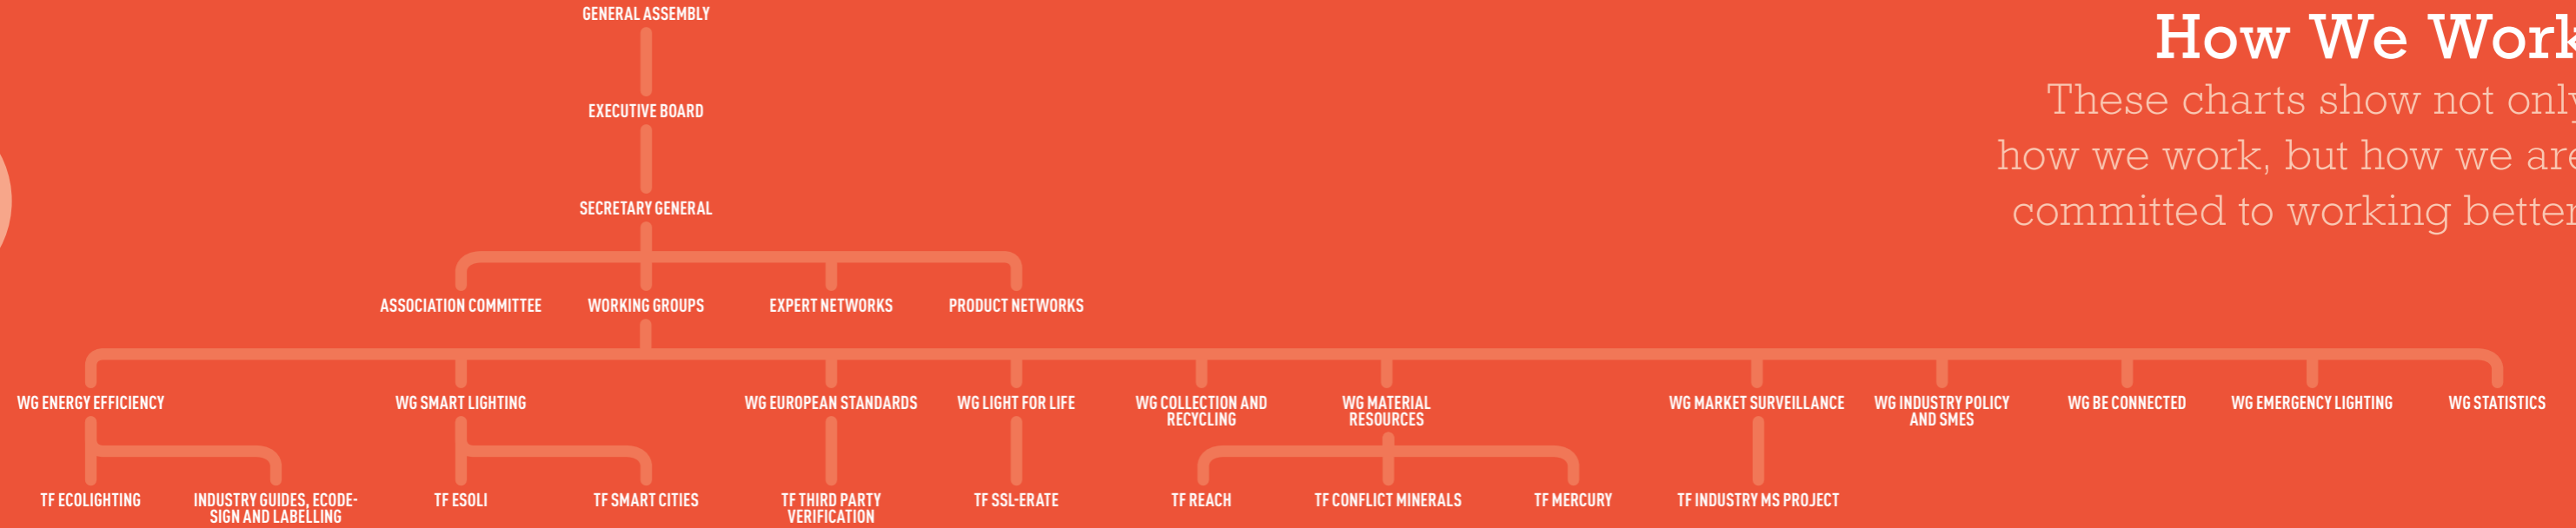 GENERAL ASSEMBLY
How We Work
These charts show not only
how we work, but how we are
committed to working better
EXECUTIVE BOARD
SECRETARY GENERAL
ASSOCIATION COMMITTEE
WORKING GROUPS
EXPERT NETWORKS
PRODUCT NETWORKS
WG ENERGY EFFICIENCY
WG SMART LIGHTING
WG EUROPEAN STANDARDS
WG LIGHT FOR LIFE
WG COLLECTION AND
RECYCLING
WG MATERIAL
RESOURCES
WG MARKET SURVEILLANCE
WG INDUSTRY POLICY
AND SMES
WG BE CONNECTED
WG EMERGENCY LIGHTING
WG STATISTICS
TF ECOLIGHTING
INDUSTRY GUIDES, ECODE-
SIGN AND LABELLING
TF ESOLI
TF SMART CITIES
TF THIRD PARTY
VERIFICATION
TF SSL-ERATE
TF REACH
TF CONFLICT MINERALS
TF MERCURY
TF INDUSTRY MS PROJECT